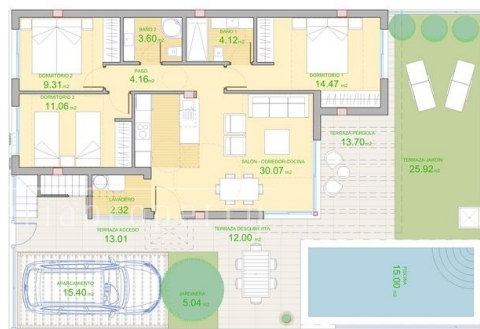 BAÑO 2
3.60 m2
BAÑO 1
4.12 m2
DORMITORIO 2
9.31 m2
PASO
4.16 m2
DORMITORIO 1
14.47 m2
DORMITORIO 3
11.06 m2
TERRAZA PERGOLA
13.70 m2
TERRAZA-JARDIN
25.92 m2
SALÓN - COMEDOR-COCINA
30.07 m2
LAVADERO
2.32 m2
TERRAZA ACCESO
13.01
TERRAZA DESCUBIERTA
12.00 m2
APARCAMIENTO
15.40 m2
JARDINERA
5.04 m2
PISCINA
15.00 m2